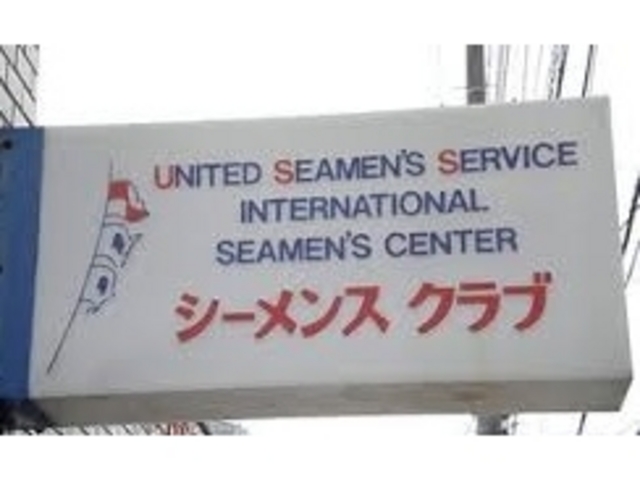 UNITED SEAMEN'S SERVICE
INTERNATIONAL
SEAMEN'S CENTER
シーメンス クラブ